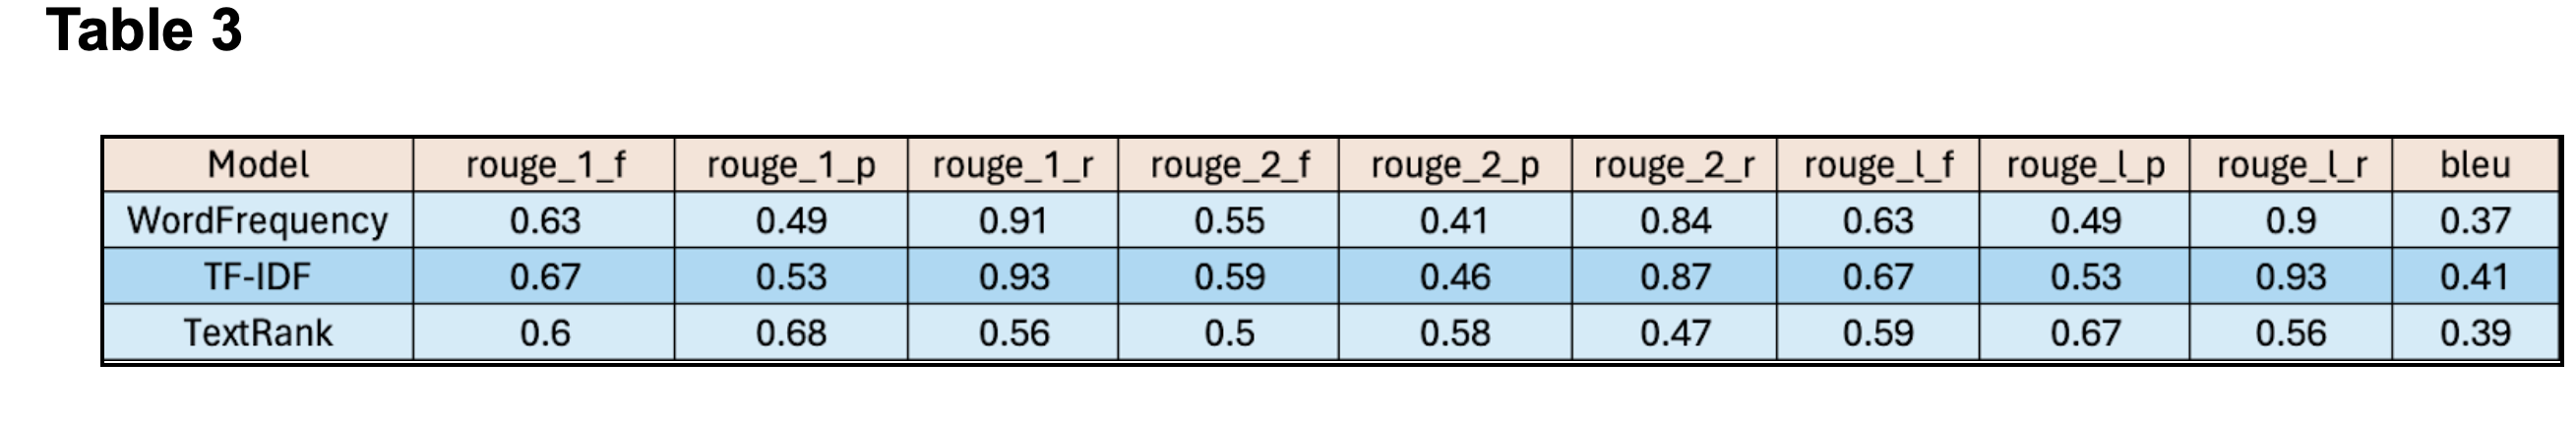 Table 3
Model rouge_1_f rouge_1_p rouge_1_r rouge_2_f rouge_2_p rouge_2_r rouge_l_f rouge_l_p rouge_l_r bleu
WordFrequency 0.63 0.49 0.91 0.55 0.41 0.84 0.63 0.49 0.9 0.37
TF-IDF 0.67 0.53 0.93 0.59 0.46 0.87 0.67 0.53 0.93 0.41
TextRank 0.6 0.68 0.56 0.5 0.58 0.47 0.59 0.67 0.56 0.39